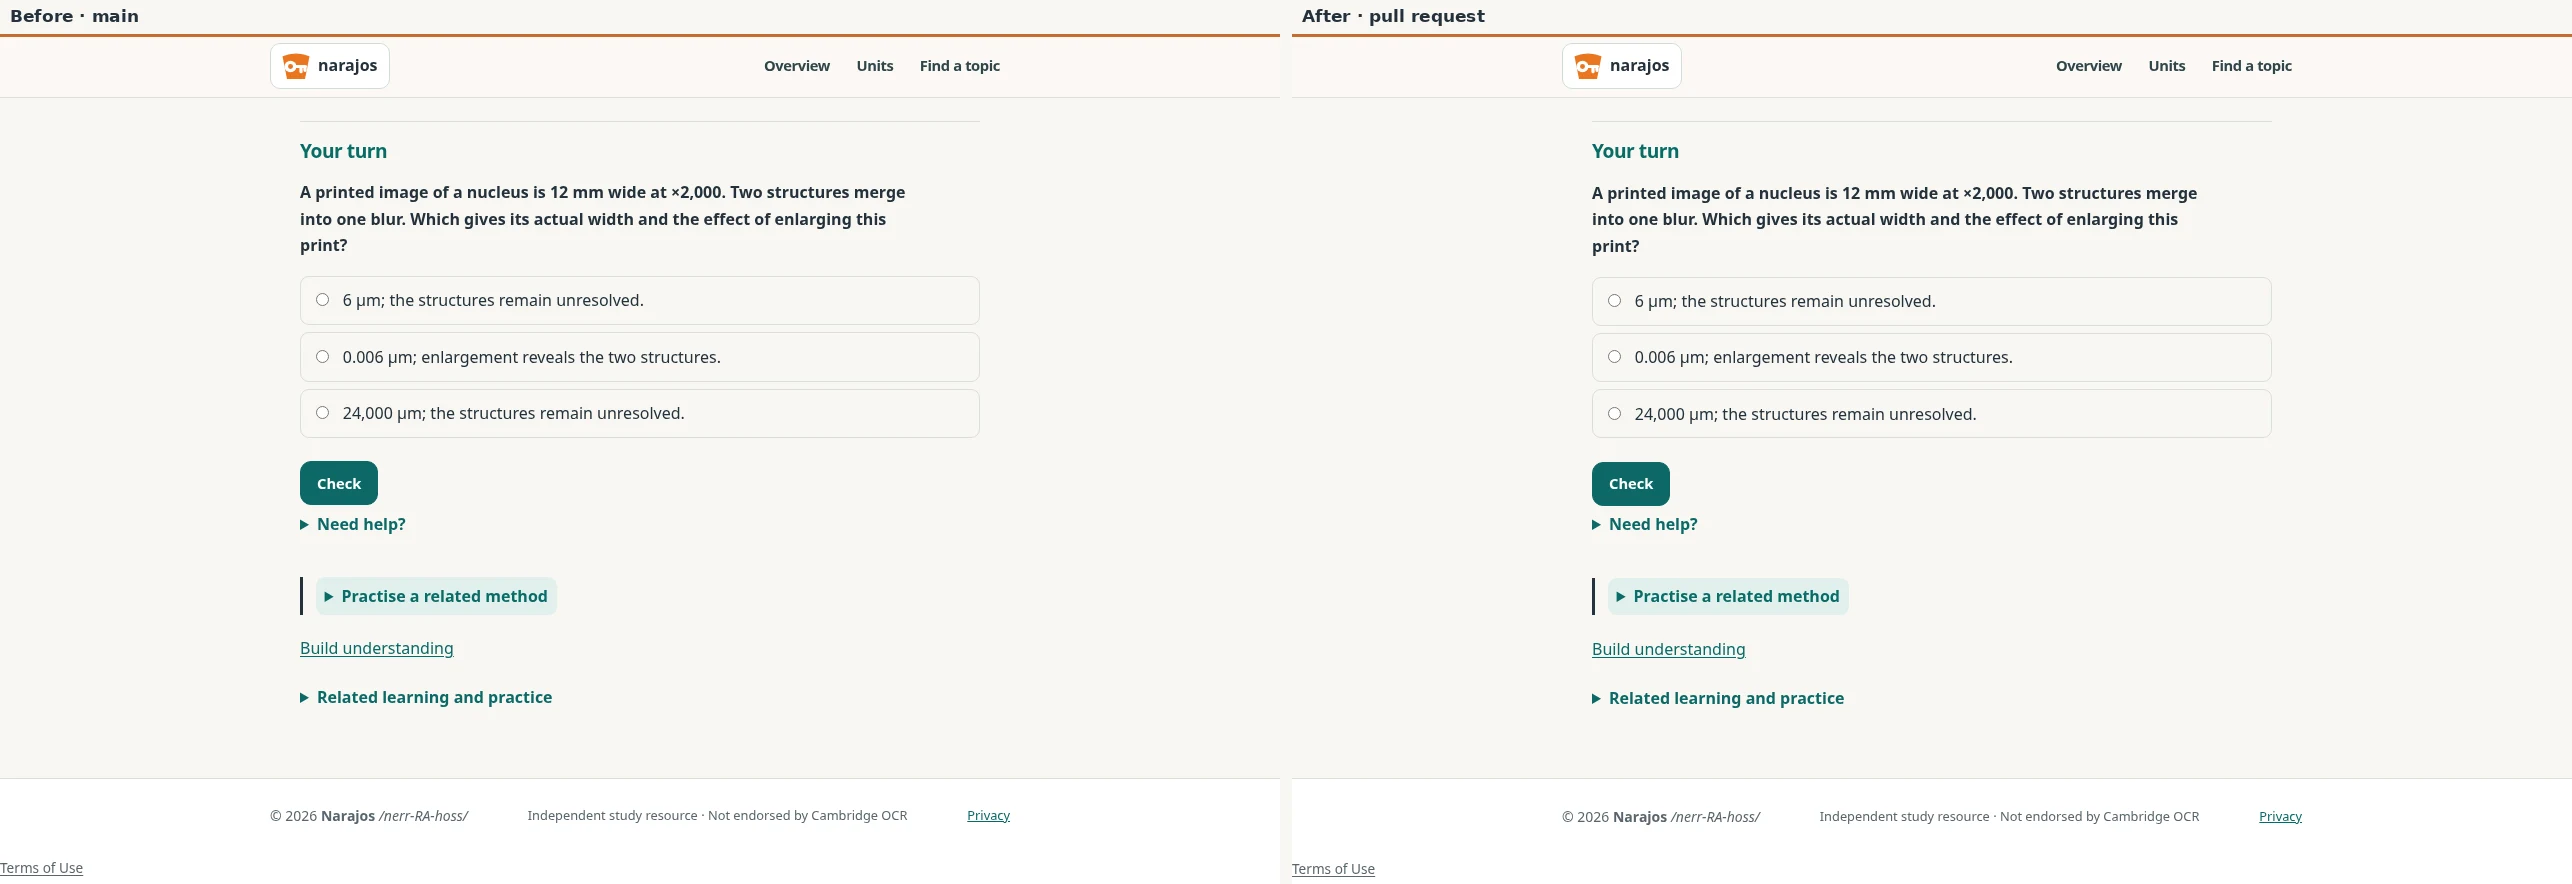 Before · main
narajos
Overview Units Find a topic
Your turn
A printed image of a nucleus is 12 mm wide at ×2,000. Two structures merge
into one blur. Which gives its actual width and the effect of enlarging this
print?
6 µm; the structures remain unresolved.
0.006 µm; enlargement reveals the two structures.
24,000 µm; the structures remain unresolved.
Check
Need help?
Practise a related method
Build understanding
Related learning and practice
© 2026 Narajos /nerr-RA-hoss/ Independent study resource · Not endorsed by Cambridge OCR Privacy
Terms of Use
After · pull request
narajos
Overview Units Find a topic
Your turn
A printed image of a nucleus is 12 mm wide at ×2,000. Two structures merge
into one blur. Which gives its actual width and the effect of enlarging this
print?
6 µm; the structures remain unresolved.
0.006 µm; enlargement reveals the two structures.
24,000 µm; the structures remain unresolved.
Check
Need help?
Practise a related method
Build understanding
Related learning and practice
© 2026 Narajos /nerr-RA-hoss/ Independent study resource · Not endorsed by Cambridge OCR Privacy
Terms of Use